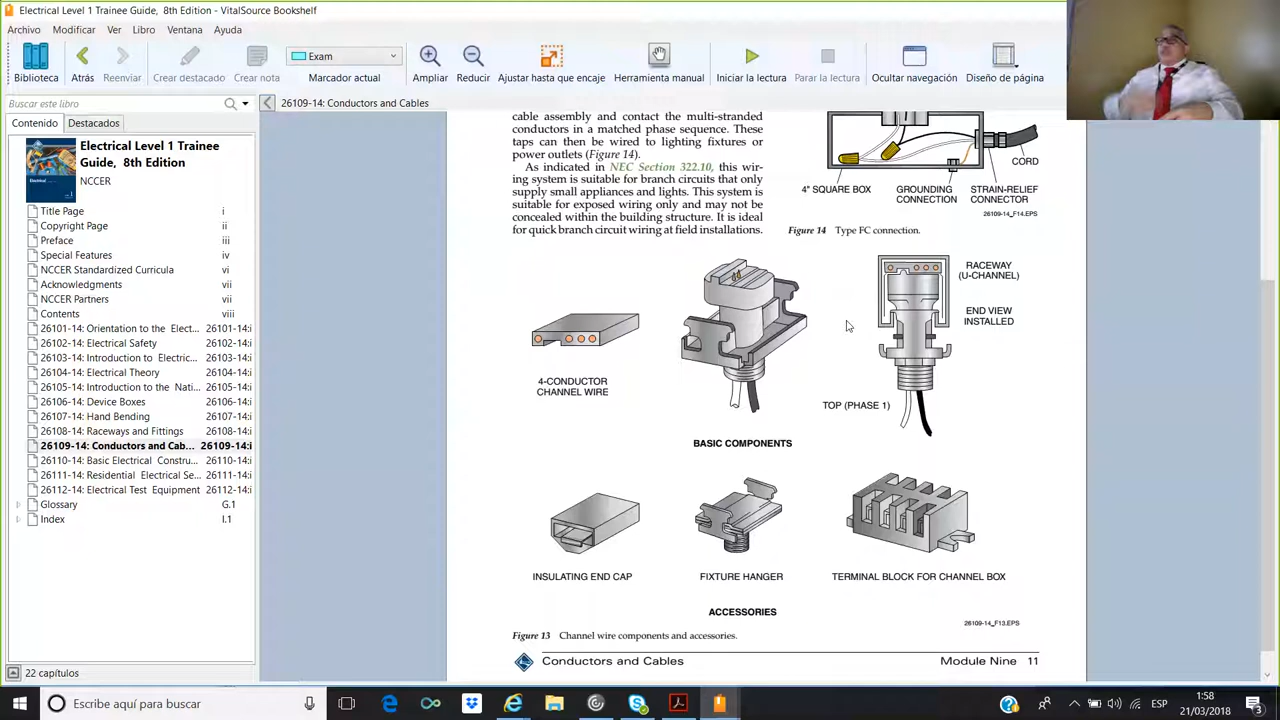 Electrical Level 1 Trainee Guide, 8th Edition - VitalSource Bookshelf
Archivo Modificar Ver Libro Ventana Ayuda
Biblioteca Atrás Reenviar Crear destacado Crear nota Exam Marcador actual Ampliar Reducir Ajustar hasta que encaje Herramienta manual Iniciar la lectura Parar la lectura Ocultar navegación Diseño de página
Buscar este libro
26109-14: Conductors and Cables
Contenido Destacados
Electrical Level 1 Trainee
Guide, 8th Edition
NCCER
Title Page i
Copyright Page ii
Preface iii
Special Features iv
NCCER Standardized Curricula vi
Acknowledgments vii
NCCER Partners vii
Contents viii
26101-14: Orientation to the Elect... 26101-14:i
26102-14: Electrical Safety 26102-14:i
26103-14: Introduction to Electric... 26103-14:i
26104-14: Electrical Theory 26104-14:i
26105-14: Introduction to the Nati... 26105-14:i
26106-14: Device Boxes 26106-14:i
26107-14: Hand Bending 26107-14:i
26108-14: Raceways and Fittings 26108-14:i
26109-14: Conductors and Cab... 26109-14:i
26110-14: Basic Electrical Constru... 26110-14:i
26111-14: Residential Electrical Se... 26111-14:i
26112-14: Electrical Test Equipment 26112-14:i
Glossary G.1
Index I.1
22 capítulos
cable assembly and contact the multi-stranded
conductors in a matched phase sequence. These
taps can then be wired to lighting fixtures or
power outlets (Figure 14).
As indicated in NEC Section 322.10, this wir-
ing system is suitable for branch circuits that only
supply small appliances and lights. This system is
suitable for exposed wiring only and may not be
concealed within the building structure. It is ideal
for quick branch circuit wiring at field installations.
CORD
4" SQUARE BOX
GROUNDING
CONNECTION
STRAIN-RELIEF
CONNECTOR
26109-14_F14.EPS
Figure 14 Type FC connection.
RACEWAY
(U-CHANNEL)
END VIEW
INSTALLED
4-CONDUCTOR
CHANNEL WIRE
TOP (PHASE 1)
BASIC COMPONENTS
INSULATING END CAP
FIXTURE HANGER
TERMINAL BLOCK FOR CHANNEL BOX
ACCESSORIES
26109-14_F13.EPS
Figure 13 Channel wire components and accessories.
Conductors and Cables
Module Nine 11
Escribe aquí para buscar
ESP
1:58
21/03/2018
3